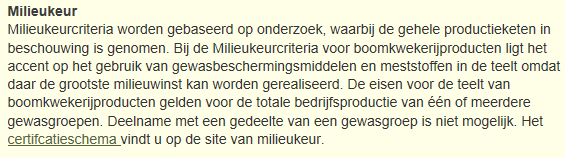 Milieukeur
Milieukeurcriteria worden gebaseerd op onderzoek, waarbij de gehele productieketen in
beschouwing is genomen. Bij de Milieukeurcriteria voor boomkwekerijproducten ligt het
accent op het gebruik van gewasbeschermingsmiddelen en meststoffen in de teelt omdat
daar de grootste milieuwinst kan worden gerealiseerd. De eisen voor de teelt van
boomkwekerijproducten gelden voor de totale bedrijfsproductie van één of meerdere
gewasgroepen. Deelname met een gedeelte van een gewasgroep is niet mogelijk. Het
certifcatieschema vindt u op de site van milieukeur.